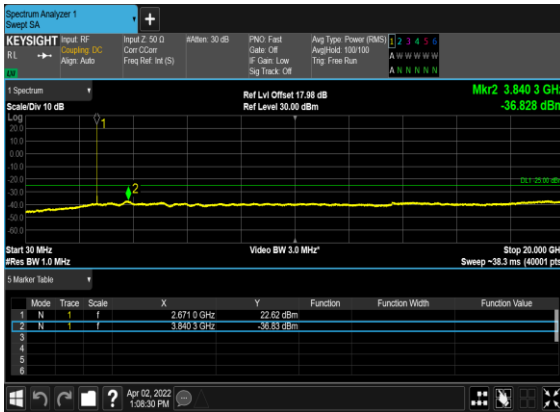 Spectrum Analyzer 1
Swept SA
+
KEYSIGHT Input: RF Input Z: 50 Ω #Atten: 30 dB PNO: Fast Avg Type: Power (RMS) 1 2 3 4 5 6
RL Coupling: DC Corr CCorr Gate: Off Avg|Hold: 100/100 A W W W W W
Align: Auto Freq Ref: Int (S) IF Gain: Low Trig: Free Run
Sig Track: Off A N N N N N
1 Spectrum Ref Lvl Offset 17.98 dB Mkr2 3.840 3 GHz
Scale/Div 10 dB Ref Level 30.00 dBm -36.828 dBm
Log
1
20.0
10.0
0.00
-10.0
-20.0 DL1 -25.00 dBm
-30.0 2
-40.0
-50.0
-60.0
Start 30 MHz Video BW 3.0 MHz* Stop 20.000 GHz
#Res BW 1.0 MHz Sweep ~38.3 ms (40001 pts)
5 Marker Table
Mode Trace Scale X Y Function Function Width Function Value
1 N 1 f 2.671 0 GHz 22.62 dBm
2 N 1 f 3.840 3 GHz -36.83 dBm
3
4
5
6
? Apr 02, 2022
1:08:30 PM